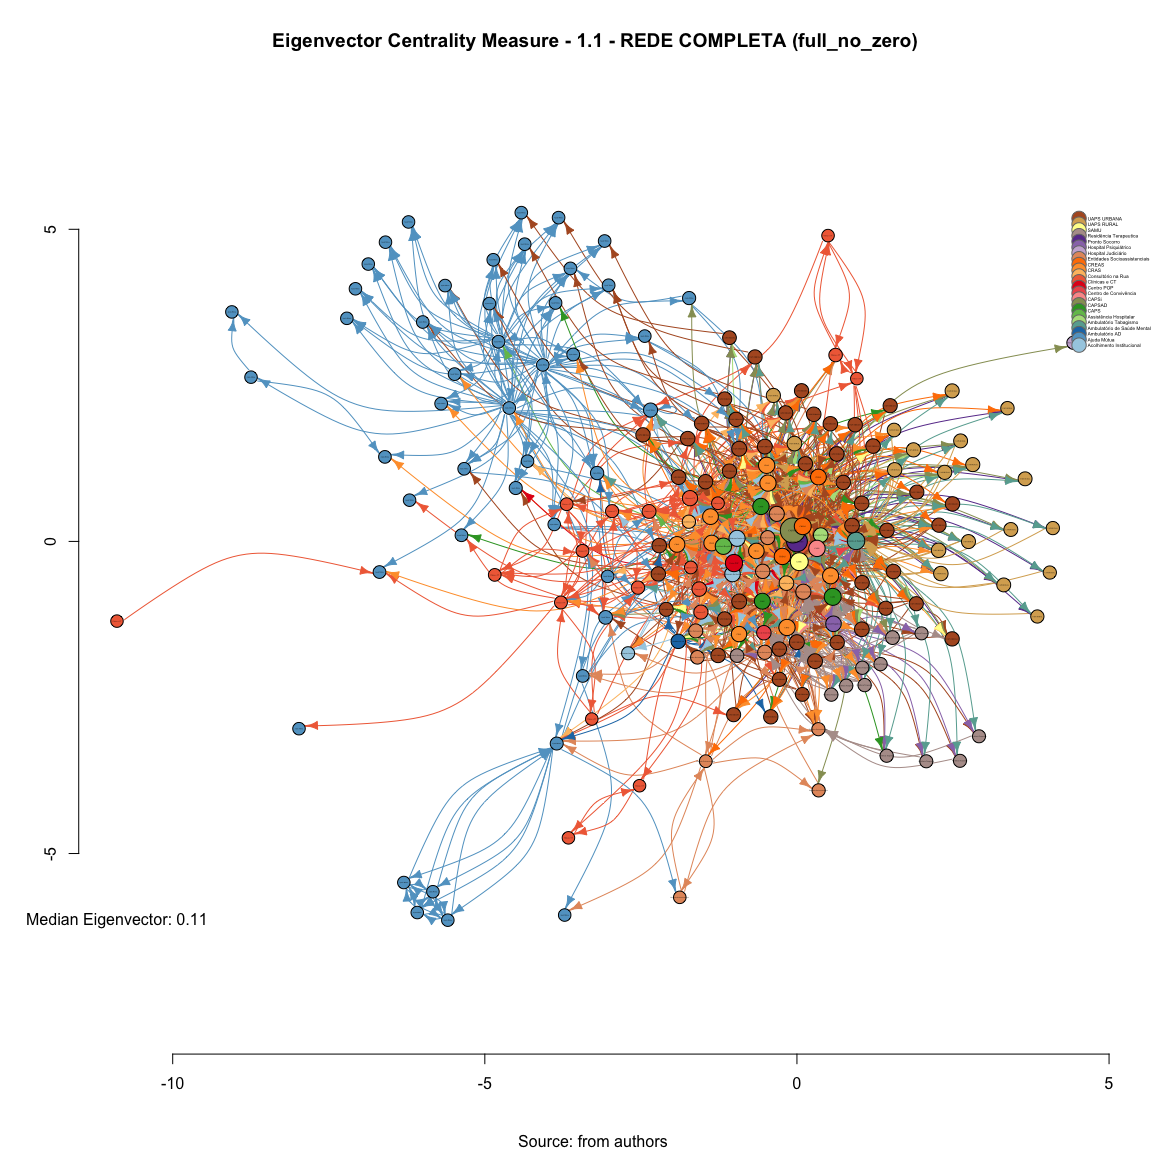 Eigenvector Centrality Measure - 1.1 - REDE COMPLETA (full_no_zero)
5
0
-5
UAPS URBANA
UAPS RURAL
SAMU
Residência Terapeutica
Pronto Socorro
Hospital Psiquiátrico
Hospital Judiciário
Entidades Socioassistenciais
CREAS
CRAS
Consultório na Rua
Clínicas e CT
Centro POP
Centro de Convivência
CAPSi
CAPSAD
CAPS
Assistência Hospitalar
Ambulatório Tabagismo
Ambulatório de Saúde Mental
Ambulatório AD
Ajuda Mútua
Acolhimento Institucional
Median Eigenvector: 0.11
-10
-5
0
5
Source: from authors